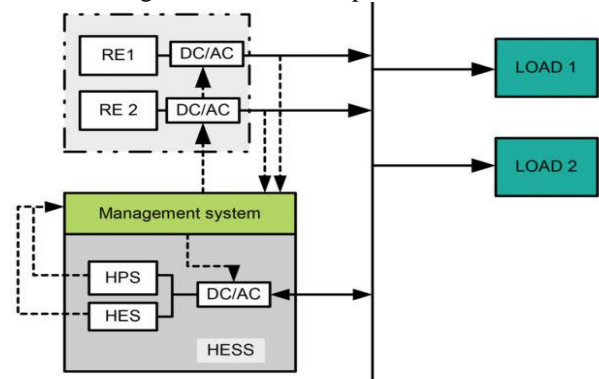 RE1
DC/AC
LOAD 1
RE 2
DC/AC
LOAD 2
Management system
HPS
DC/AC
HES
HESS